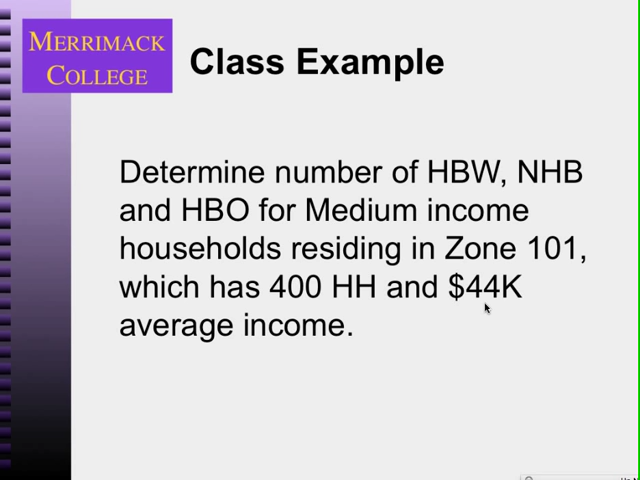 MERRIMACK
COLLEGE
Class Example
Determine number of HBW, NHB
and HBO for Medium income
households residing in Zone 101,
which has 400 HH and $44K
average income.